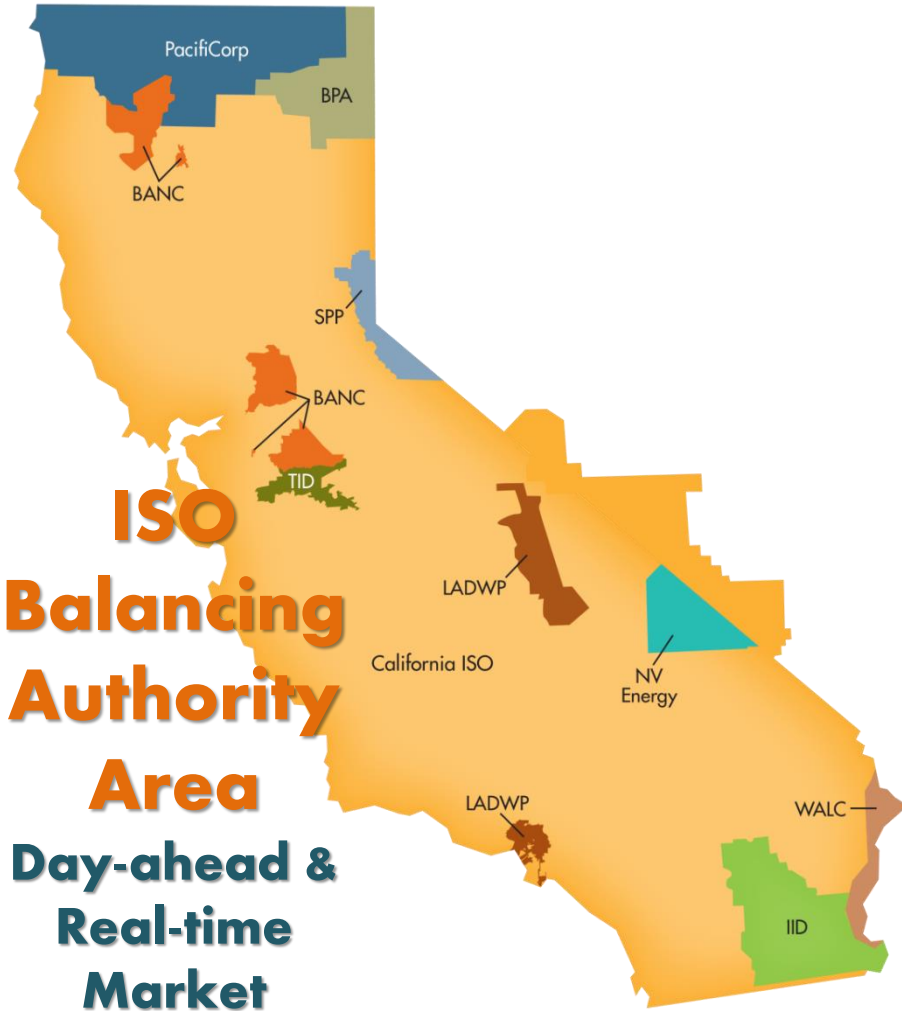 PacifiCorp
BPA
BANC
SPP
BANC
TID
LADWP
California ISO
NV
Energy
LADWP
WALC
IID
ISO
Balancing
Authority
Area
Day-ahead &
Real-time
Market